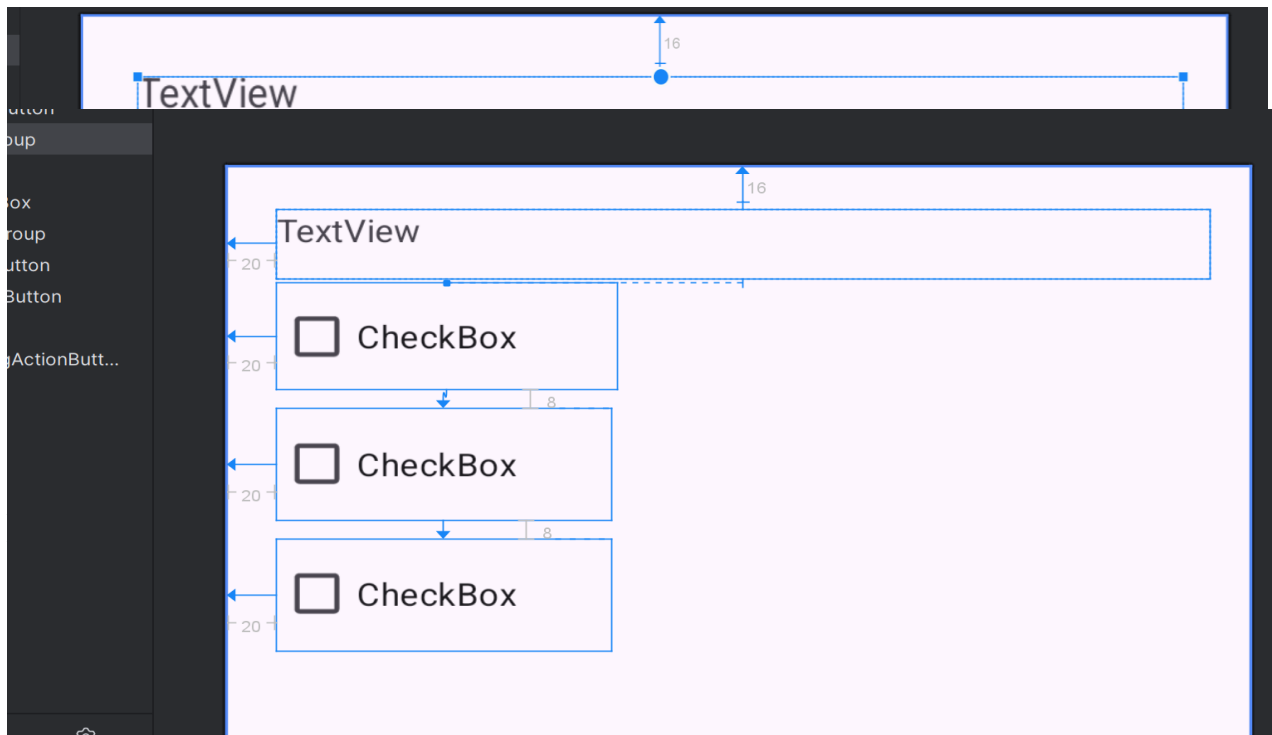 16
TextView
utton
oup
16
ox
TextView
roup
20
utton
Button
CheckBox
gActionButt...
20
8
CheckBox
20
8
CheckBox
20